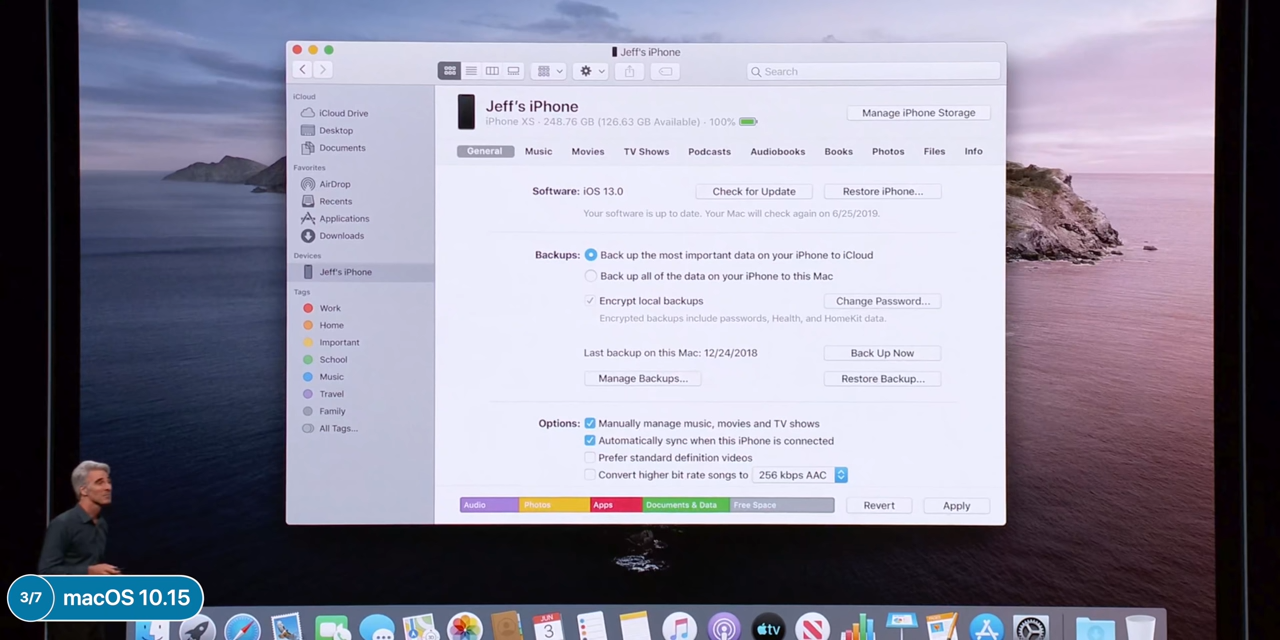 Jeff's iPhone
Search
iCloud
iCloud Drive
Desktop
Documents
Favorites
AirDrop
Recents
Applications
Downloads
Devices
Jeff's iPhone
Tags
Work
Home
Important
School
Music
Travel
Family
All Tags...
Jeff's iPhone
iPhone XS - 248.76 GB (126.63 GB Available) - 100%
Manage iPhone Storage
General Music Movies TV Shows Podcasts Audiobooks Books Photos Files Info
Software: iOS 13.0 Check for Update Restore iPhone...
Your software is up to date. Your Mac will check again on 6/25/2019.
Backups: Back up the most important data on your iPhone to iCloud
Back up all of the data on your iPhone to this Mac
Encrypt local backups Change Password...
Encrypted backups include passwords, Health, and HomeKit data.
Last backup on this Mac: 12/24/2018 Back Up Now
Manage Backups... Restore Backup...
Options: Manually manage music, movies and TV shows
Automatically sync when this iPhone is connected
Prefer standard definition videos
Convert higher bit rate songs to 256 kbps AAC
Audio Photos Apps Documents & Data Free Space Revert Apply
3/7 macOS 10.15
JUN
3
tv